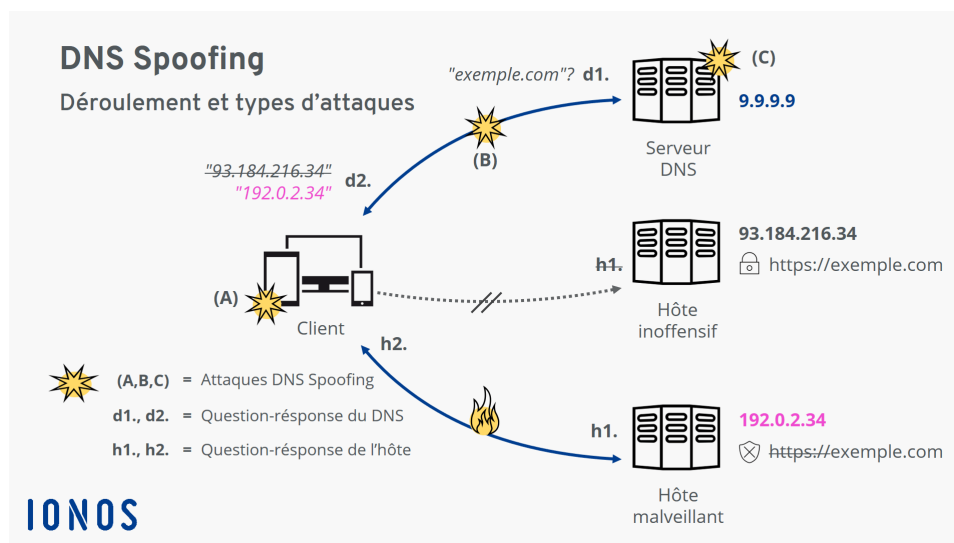 DNS Spoofing
Déroulement et types d’attaques
"exemple.com"? d1.
(C)
9.9.9.9
Serveur
DNS
(B)
"93.184.216.34"
"192.0.2.34"
d2.
93.184.216.34
https://exemple.com
h1.
Hôte
inoffensif
(A)
Client
h2.
(A,B,C) = Attaques DNS Spoofing
d1., d2. = Question-résponse du DNS
h1., h2. = Question-résponse de l’hôte
h1.
192.0.2.34
https://exemple.com
Hôte
malveillant
IONOS